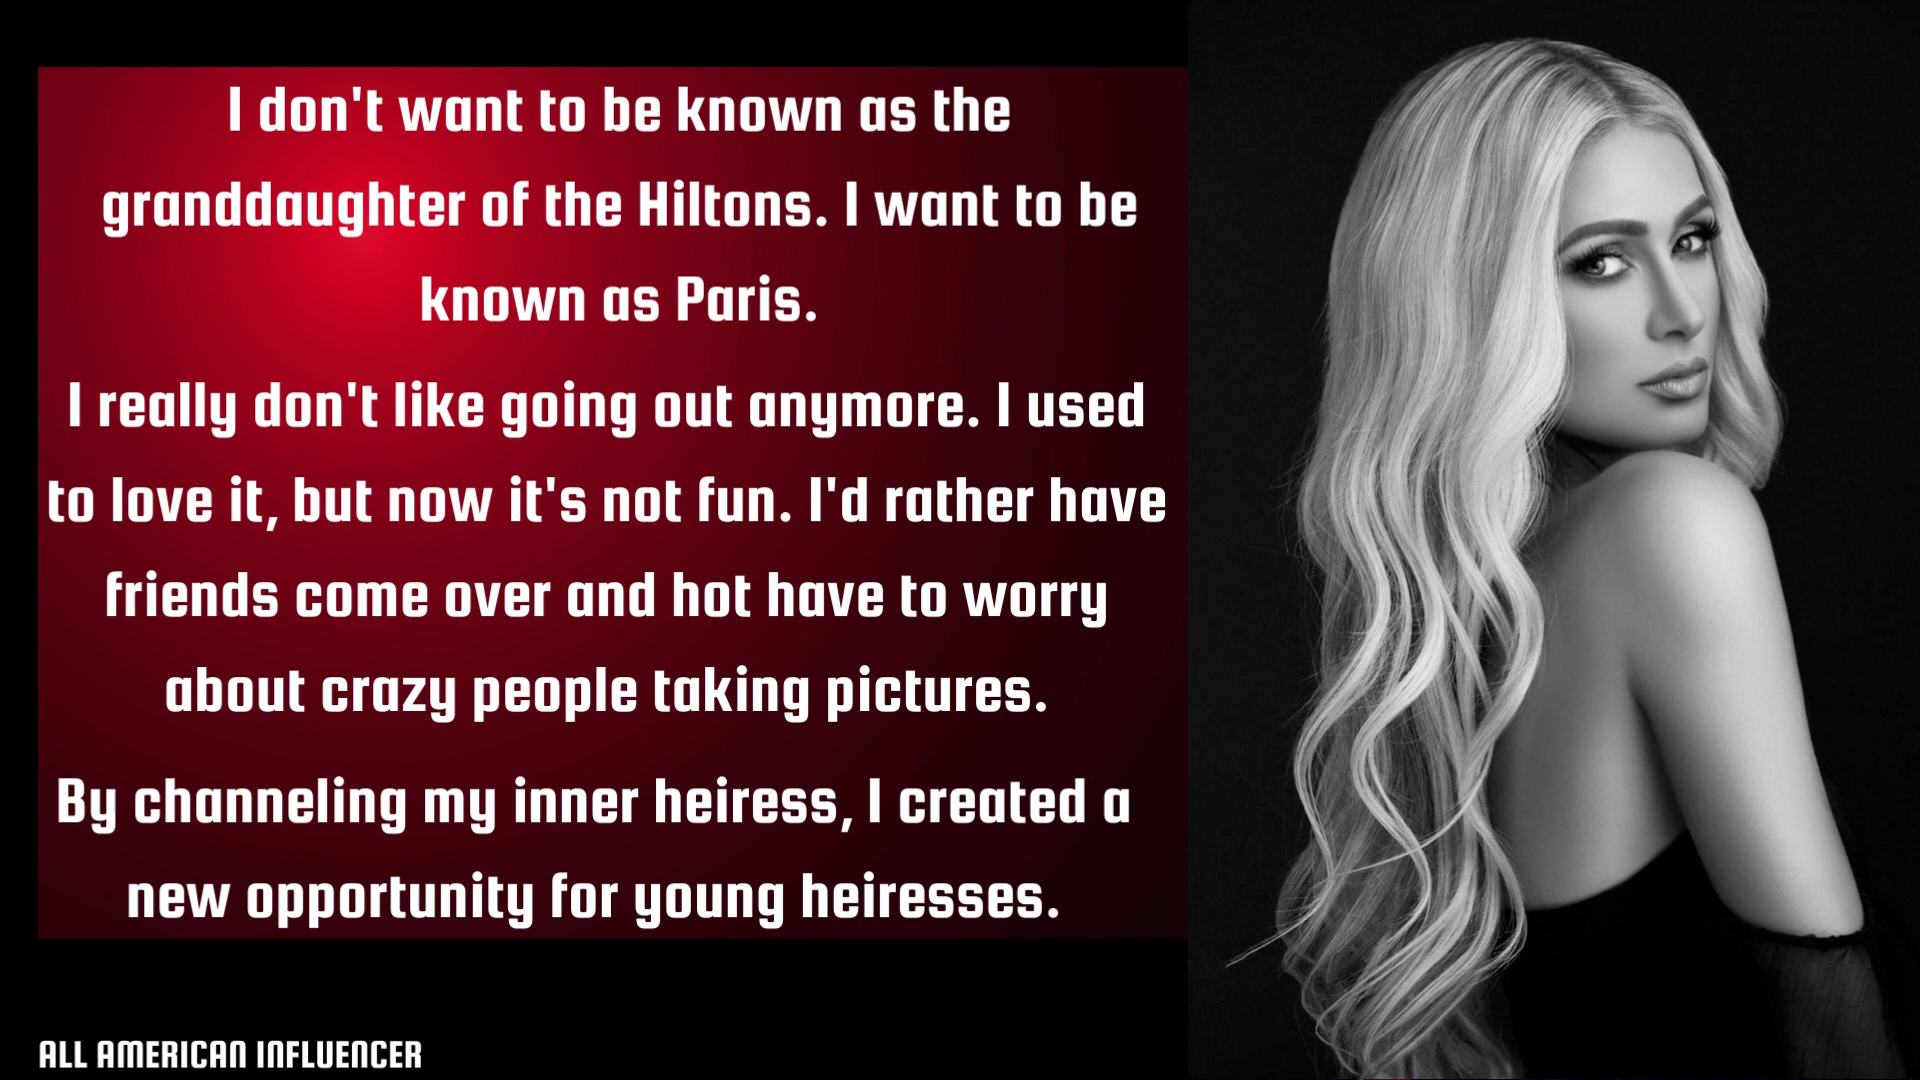 I don't want to be known as the
granddaughter of the Hiltons. I want to be
known as Paris.
I really don't like going out anymore. I used
to love it, but now it's not fun. I'd rather have
friends come over and hot have to worry
about crazy people taking pictures.
By channeling my inner heiress, I created a
new opportunity for young heiresses.
ALL AMERICAN INFLUENCER